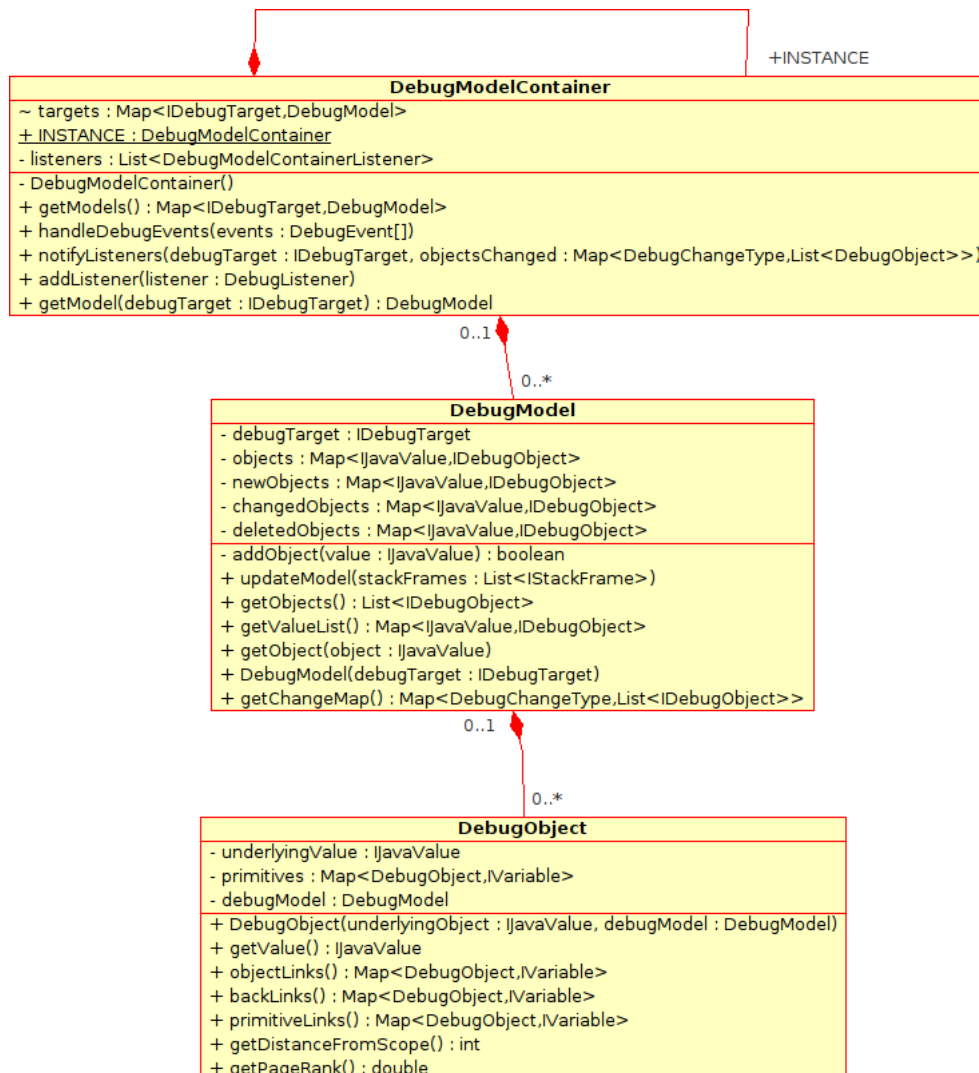 +INSTANCE
DebugModelContainer
~ targets : Map<IDebugTarget,DebugModel>
+ INSTANCE : DebugModelContainer
- listeners : List<DebugModelContainerListener>
- DebugModelContainer()
+ getModels() : Map<IDebugTarget,DebugModel>
+ handleDebugEvents(events : DebugEvent[])
+ notifyListeners(debugTarget : IDebugTarget, objectsChanged : Map<DebugChangeType,List<DebugObject>>)
+ addListener(listener : DebugListener)
+ getModel(debugTarget : IDebugTarget) : DebugModel
0..1
0..*
DebugModel
- debugTarget : IDebugTarget
- objects : Map<IJavaValue,IDebugObject>
- newObjects : Map<IJavaValue,IDebugObject>
- changedObjects : Map<IJavaValue,IDebugObject>
- deletedObjects : Map<IJavaValue,IDebugObject>
- addObject(value : IJavaValue) : boolean
+ updateModel(stackFrames : List<IStackFrame>)
+ getObjects() : List<IDebugObject>
+ getValueList() : Map<IJavaValue,IDebugObject>
+ getObject(object : IJavaValue)
+ DebugModel(debugTarget : IDebugTarget)
+ getChangeMap() : Map<DebugChangeType,List<IDebugObject>>
0..1
0..*
DebugObject
- underlyingValue : IJavaValue
- primitives : Map<DebugObject,IVariable>
- debugModel : DebugModel
+ DebugObject(underlyingObject : IJavaValue, debugModel : DebugModel)
+ getValue() : IJavaValue
+ objectLinks() : Map<DebugObject,IVariable>
+ backLinks() : Map<DebugObject,IVariable>
+ primitiveLinks() : Map<DebugObject,IVariable>
+ getDistanceFromScope() : int
+ getPageRank() : double